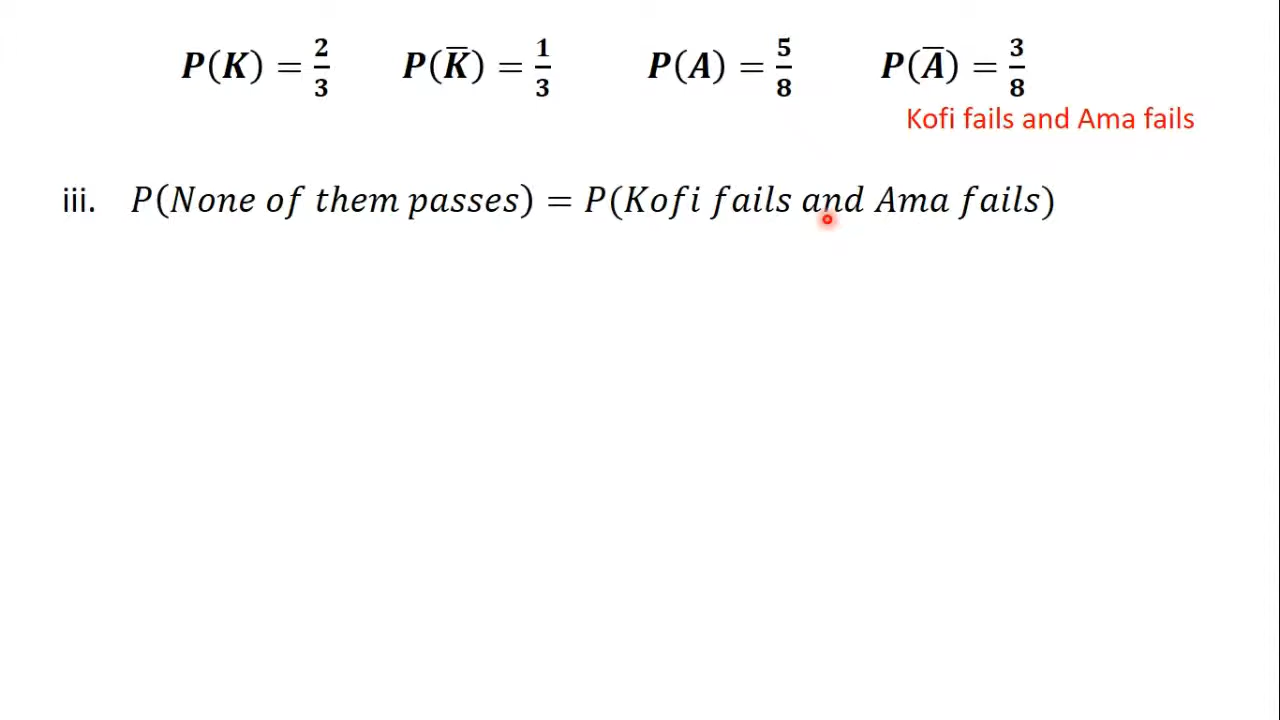 P(K) = 2/3 P(K̅) = 1/3 P(A) = 5/8 P(A̅) = 3/8
Kofi fails and Ama fails
iii. P(None of them passes) = P(Kofi fails and Ama fails)